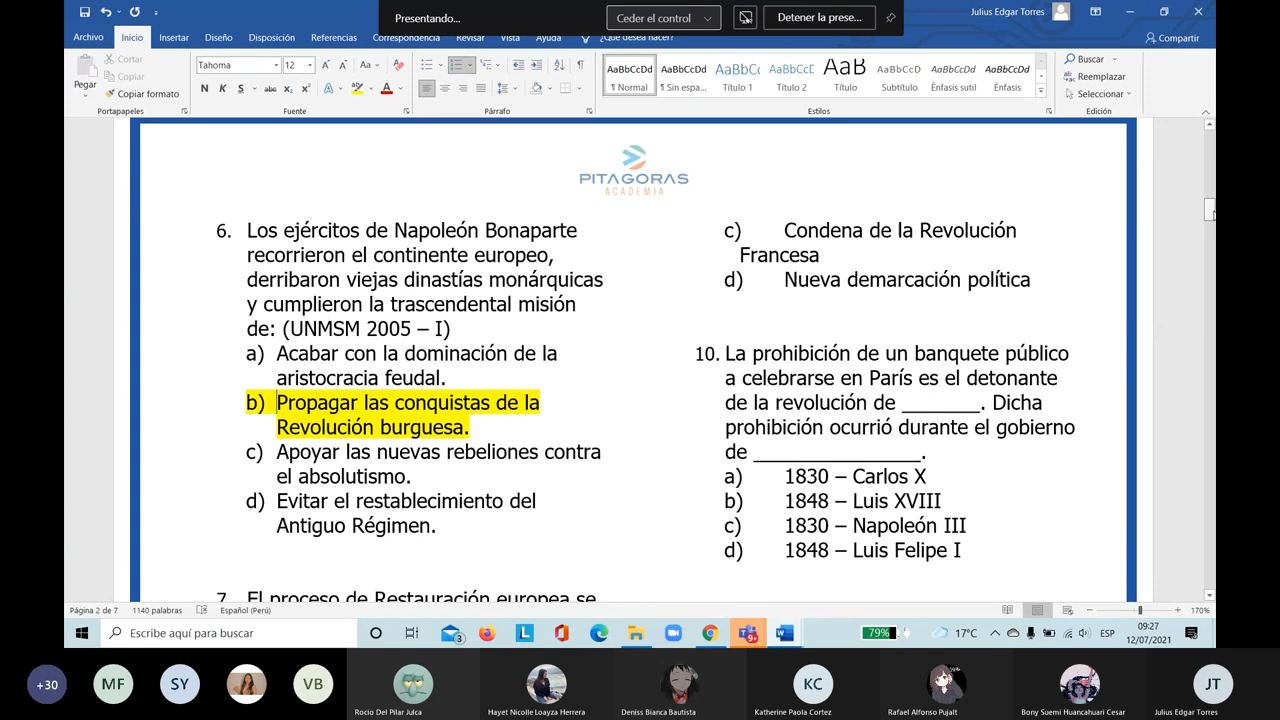 Presentando...
Ceder el control
Detener la prese...
Julius Edgar Torres
Archivo
Inicio
Insertar
Diseño
Disposición
Referencias
Correspondencia
Revisar
Vista
Ayuda
¿Qué desea hacer?
Compartir
Pegar
Cortar
Copiar
Copiar formato
Portapapeles
Tahoma
12
N K S abc x₂ x²
Fuente
Párrafo
AaBbCcDd
¶ Normal
AaBbCcDd
¶ Sin espa...
AaBbCc
Título 1
AaBbCcD
Título 2
AaB
Título
AaBbCcD
Subtítulo
AaBbCcDd
Énfasis sutil
AaBbCcDd
Énfasis
Estilos
Buscar
Reemplazar
Seleccionar
Edición
PITAGORAS
ACADEMIA
6. Los ejércitos de Napoleón Bonaparte
recorrieron el continente europeo,
derribaron viejas dinastías monárquicas
y cumplieron la trascendental misión
de: (UNMSM 2005 – I)
a) Acabar con la dominación de la
aristocracia feudal.
b) Propagar las conquistas de la
Revolución burguesa.
c) Apoyar las nuevas rebeliones contra
el absolutismo.
d) Evitar el restablecimiento del
Antiguo Régimen.
7. El proceso de Restauración europea se
c) Condena de la Revolución
Francesa
d) Nueva demarcación política
10. La prohibición de un banquete público
a celebrarse en París es el detonante
de la revolución de _______. Dicha
prohibición ocurrió durante el gobierno
de ________________.
a) 1830 – Carlos X
b) 1848 – Luis XVIII
c) 1830 – Napoleón III
d) 1848 – Luis Felipe I
Página 2 de 7
1140 palabras
Español (Perú)
170%
Escribe aquí para buscar
3
L
9+
79%
17°C
ESP
09:27
12/07/2021
+30
MF
SY
VB
Rocio Del Pilar Julca
Hayet Nicolle Loayza Herrera
Deniss Bianca Bautista
KC
Katherine Paola Cortez
Rafael Alfonso Pujalt
Bony Suemi Huancahuari Cesar
JT
Julius Edgar Torres